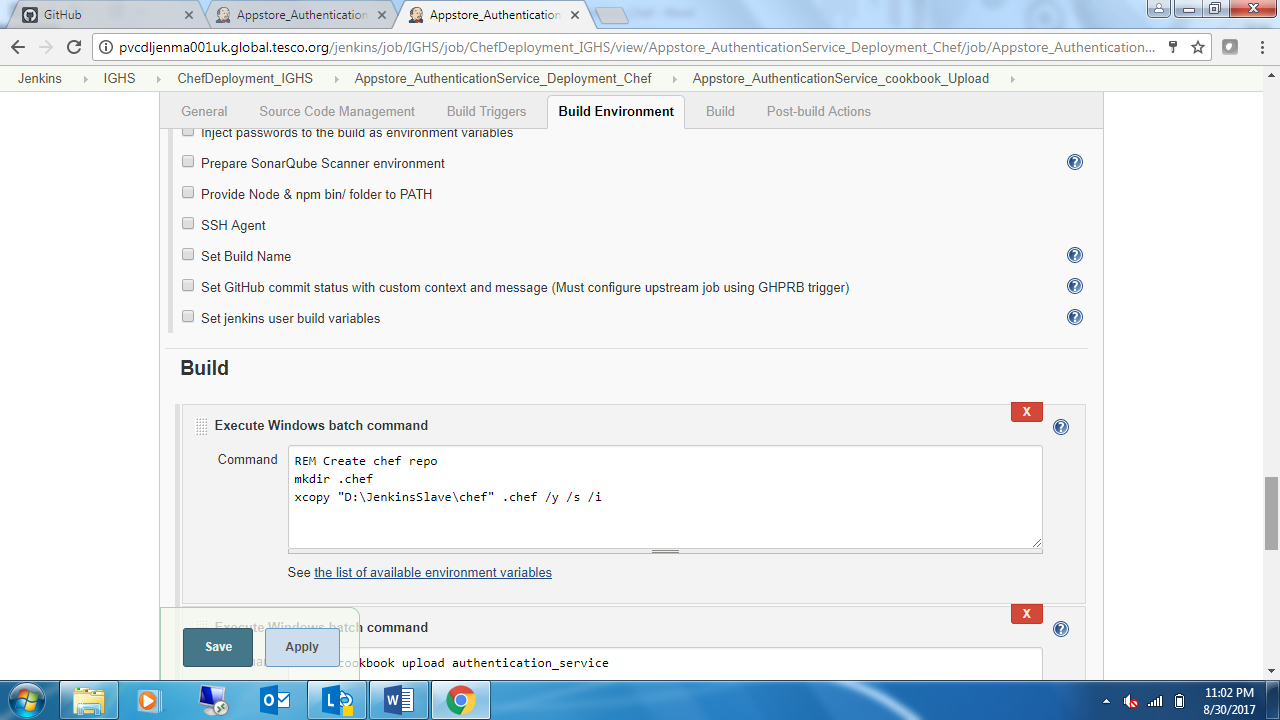 GitHub
Appstore_Authentication
Appstore_Authentication
pvcdljenma001uk.global.tesco.org/jenkins/job/IGHS/job/ChefDeployment_IGHS/view/Appstore_AuthenticationService_Deployment_Chef/job/Appstore_Authentication...
Jenkins IGHS ChefDeployment_IGHS Appstore_AuthenticationService_Deployment_Chef Appstore_AuthenticationService_cookbook_Upload
General Source Code Management Build Triggers Build Environment Build Post-build Actions
Inject passwords to the build as environment variables
Prepare SonarQube Scanner environment
Provide Node & npm bin/ folder to PATH
SSH Agent
Set Build Name
Set GitHub commit status with custom context and message (Must configure upstream job using GHPRB trigger)
Set jenkins user build variables
Build
X
Execute Windows batch command
Command
REM Create chef repo
mkdir .chef
xcopy "D:\JenkinsSlave\chef" .chef /y /s /i
See the list of available environment variables
X
Execute Windows batch command
cookbook upload authentication_service
Save Apply
11:02 PM
8/30/2017